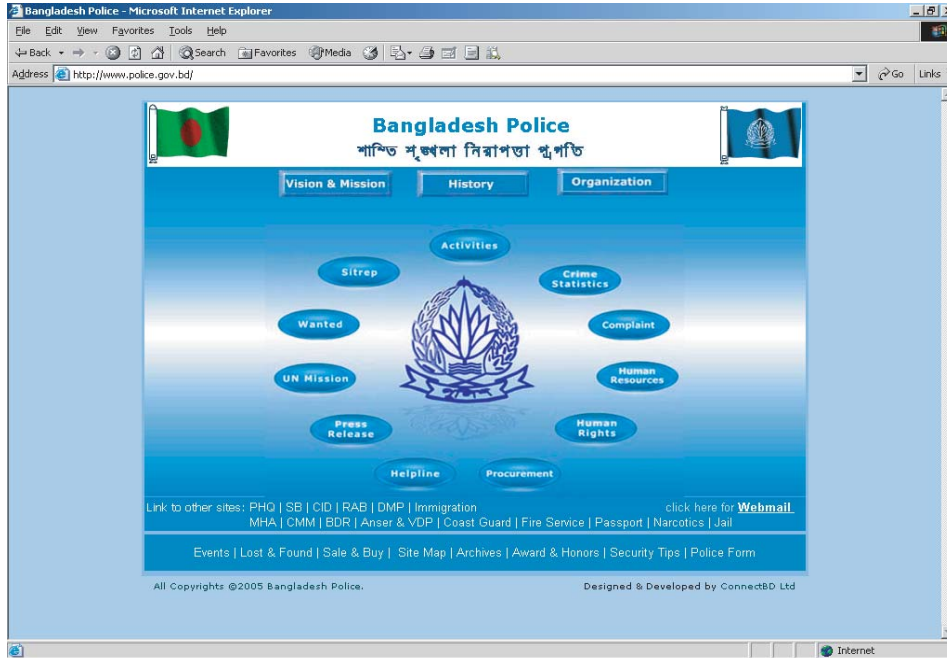 Bangladesh Police - Microsoft Internet Explorer
File Edit View Favorites Tools Help
Back Search Favorites Media
Address http://www.police.gov.bd/ Go Links
Bangladesh Police
শান্তি শৃঙ্খলা নিরাপত্তা প্রগতি
Vision & Mission History Organization
Activities
Sitrep Crime Statistics
Wanted Complaint
পুলিশ
UN Mission Human Resources
Press Release Human Rights
Helpline Procurement
Link to other sites: PHQ | SB | CID | RAB | DMP | Immigration click here for Webmail
MHA | CMM | BDR | Anser & VDP | Coast Guard | Fire Service | Passport | Narcotics | Jail
Events | Lost & Found | Sale & Buy | Site Map | Archives | Award & Honors | Security Tips | Police Form
All Copyrights @2005 Bangladesh Police. Designed & Developed by ConnectBD Ltd
Internet